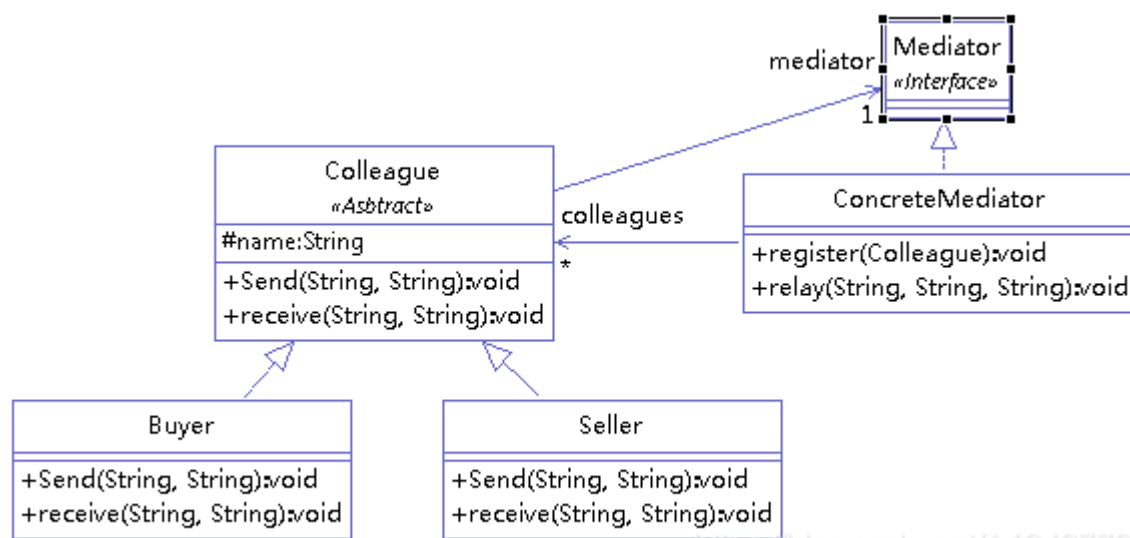 mediator
Mediator
«Interface»
1
Colleague
«Asbtract»
#name:String
+Send(String, String):void
+receive(String, String):void
colleagues
*
ConcreteMediator
+register(Colleague):void
+relay(String, String, String):void
Buyer
+Send(String, String):void
+receive(String, String):void
Seller
+Send(String, String):void
+receive(String, String):void